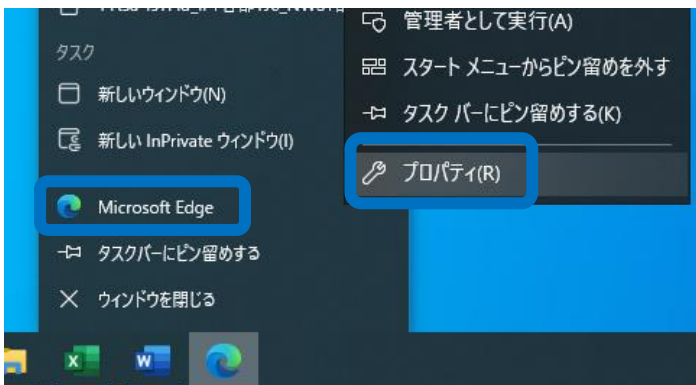 タスク
新しいウィンドウ(N)
新しい InPrivate ウィンドウ(I)
Microsoft Edge
タスクバーにピン留めする
ウィンドウを閉じる
管理者として実行(A)
スタート メニューからピン留めを外す
タスク バーにピン留めする(K)
プロパティ(R)